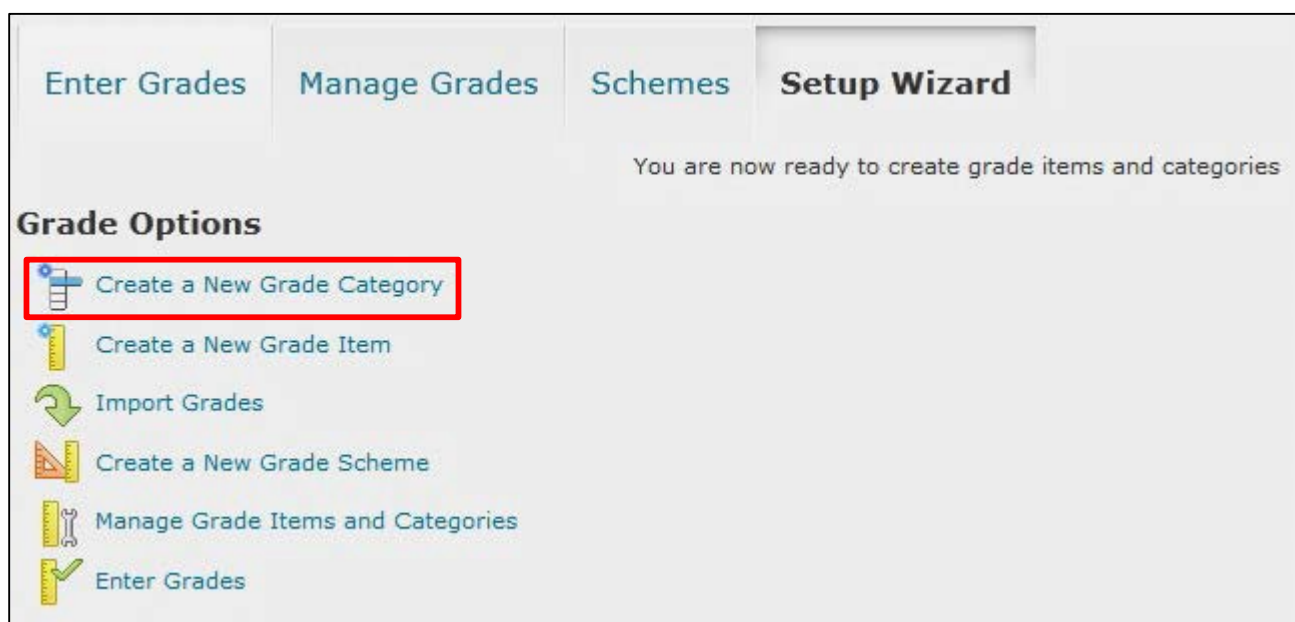 Enter Grades Manage Grades Schemes Setup Wizard
You are now ready to create grade items and categories
Grade Options
Create a New Grade Category
Create a New Grade Item
Import Grades
Create a New Grade Scheme
Manage Grade Items and Categories
Enter Grades